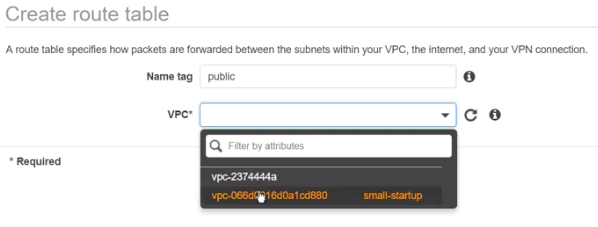 Create route table
A route table specifies how packets are forwarded between the subnets within your VPC, the internet, and your VPN connection.
Name tag public
VPC*
Filter by attributes
* Required
vpc-2374444a
small-startup